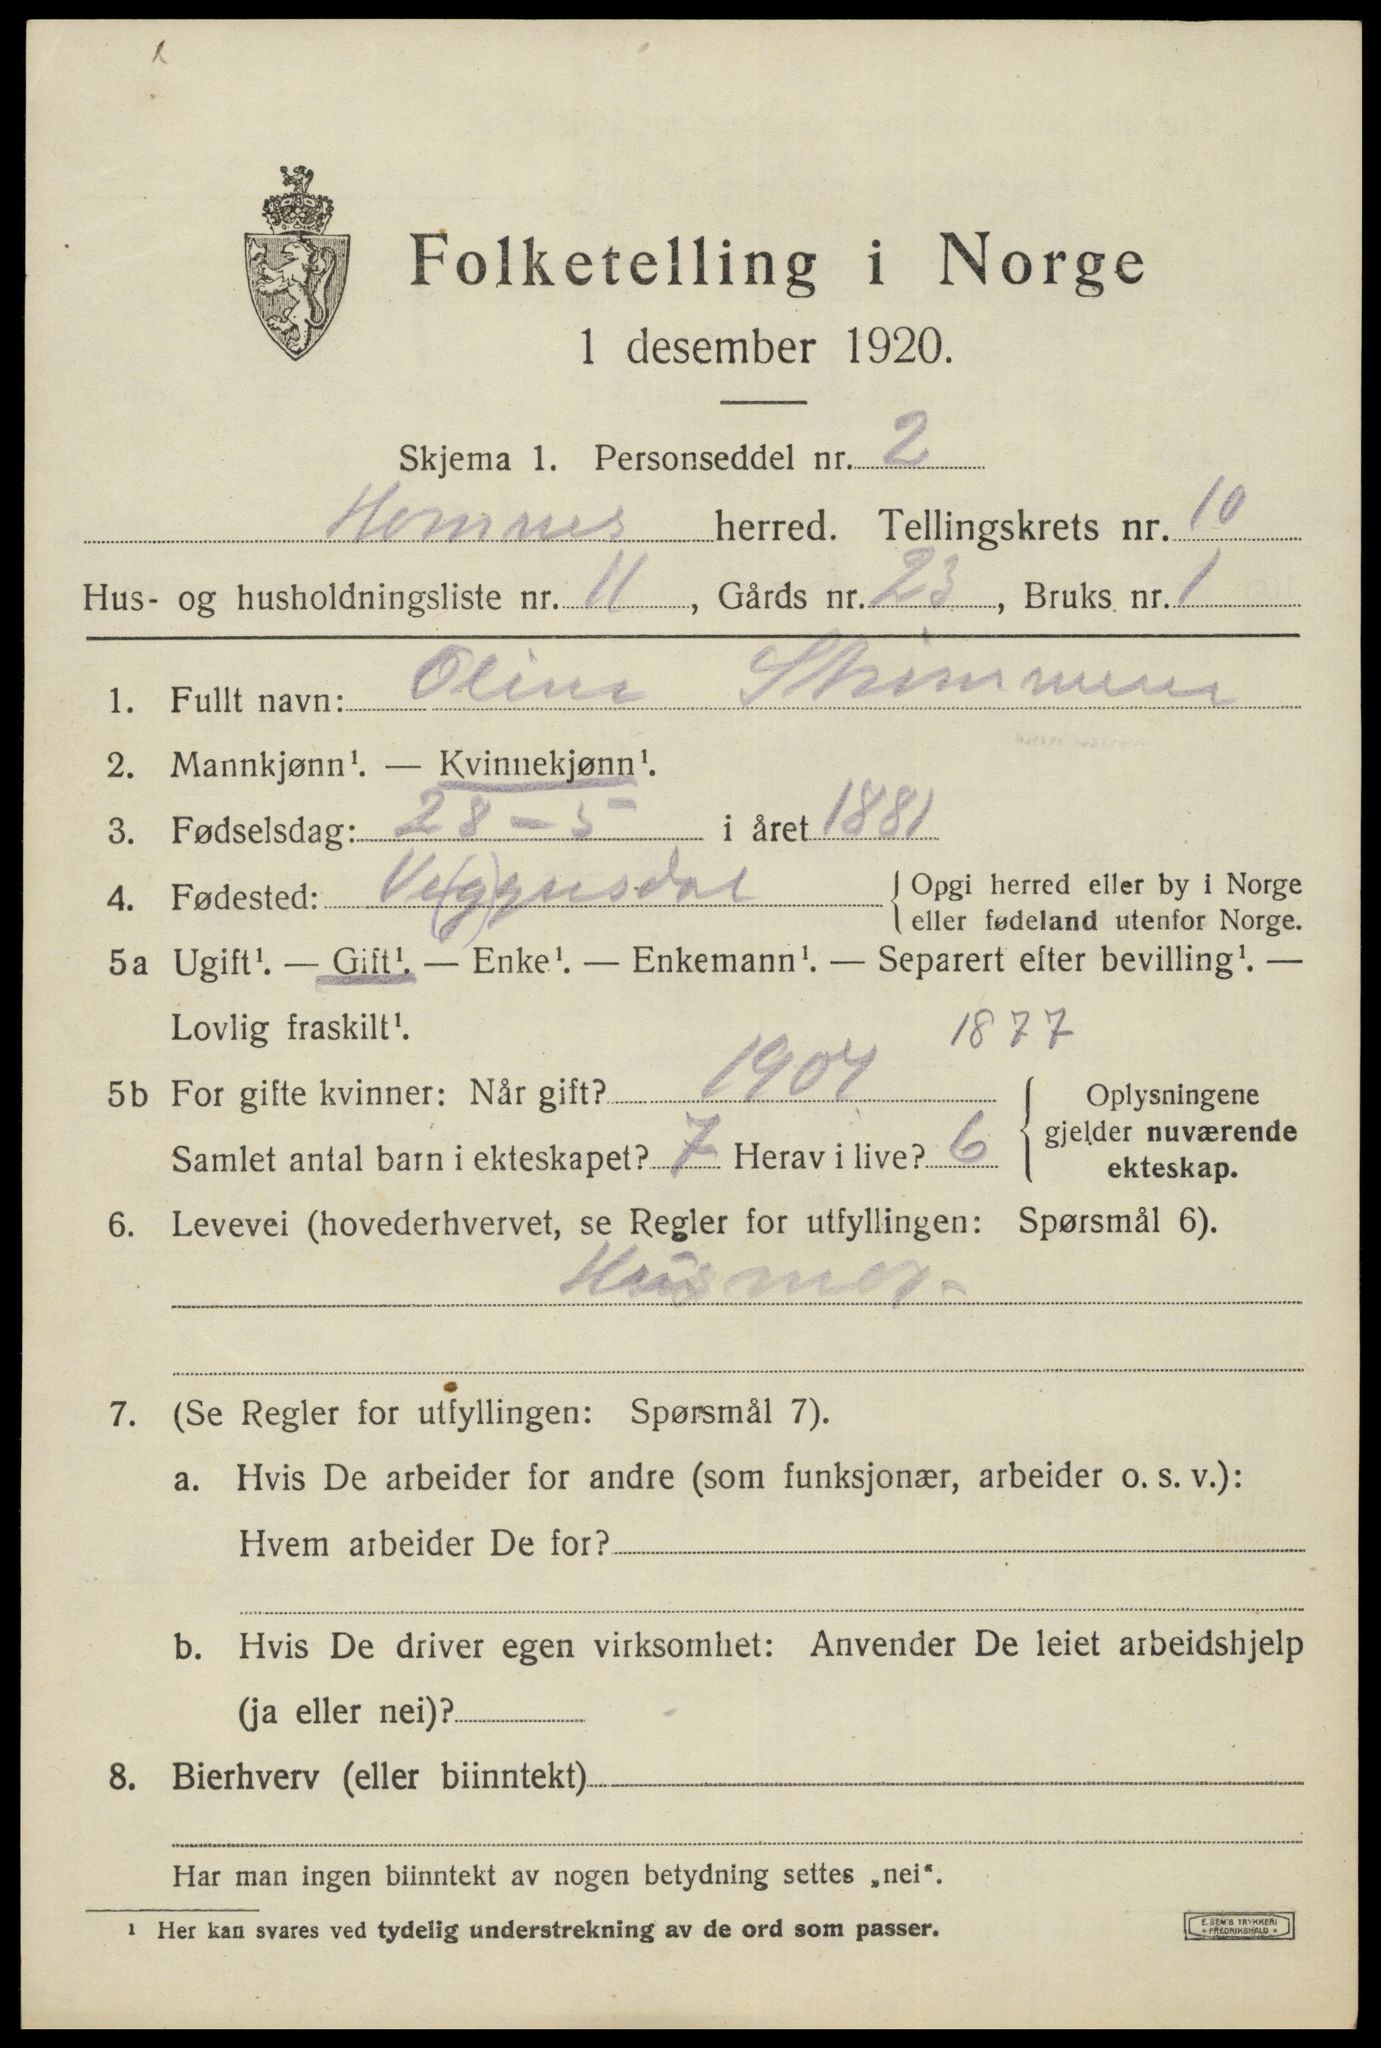 Folketelling i Norge
1 desember 1920.
Skjema 1. Personseddel nr. 2
Hemnes herred. Tellingskrets nr. 10
Hus- og husholdningsliste nr. 11, Gårds nr. 23, Bruks nr. 1
1. Fullt navn: Oline
2. Mannkjønn¹. — Kvinnekjønn¹.
3. Fødselsdag: 28 - 5 i året 1881
4. Fødested: { Opgi herred eller by i Norge
eller fødeland utenfor Norge.
5a Ugift¹. — Gift¹. — Enke¹. — Enkemann¹. — Separert efter bevilling¹. —
Lovlig fraskilt¹. 1877
5b For gifte kvinner: Når gift? 1904 { Oplysningene
gjelder nuværende
Samlet antal barn i ekteskapet? 7 Herav i live? 6
ekteskap.
6. Levevei (hovederhvervet, se Regler for utfyllingen: Spørsmål 6).
Husmor.
7. (Se Regler for utfyllingen: Spørsmål 7).
a. Hvis De arbeider for andre (som funksjonær, arbeider o. s. v.):
Hvem arbeider De for?
b. Hvis De driver egen virksomhet: Anvender De leiet arbeidshjelp
(ja eller nei)?
8. Bierhverv (eller biinntekt)
Har man ingen biinntekt av nogen betydning settes „nei“.
¹ Her kan svares ved tydelig understrekning av de ord som passer.
E. SEM'S TRYKKERI
FREDRIKSHALD